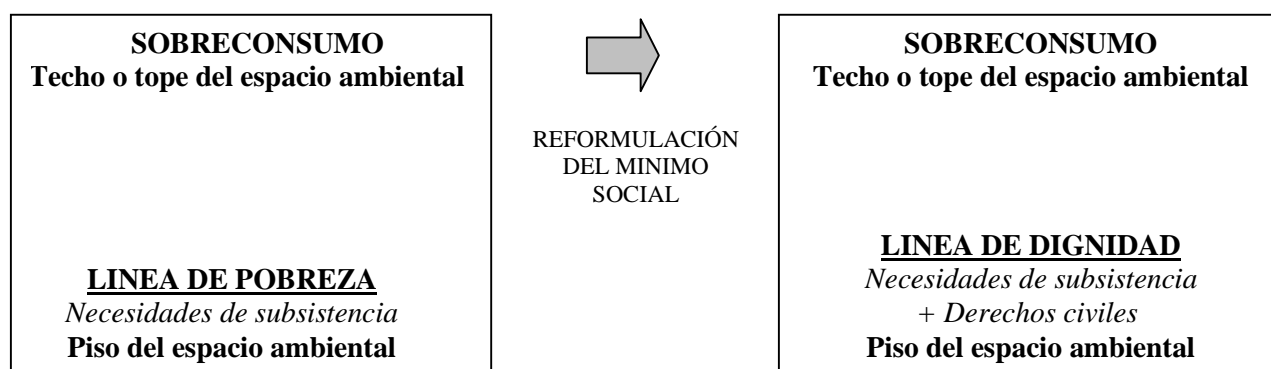 SOBRECONSUMO
Techo o tope del espacio ambiental
LINEA DE POBREZA
Necesidades de subsistencia
Piso del espacio ambiental
REFORMULACIÓN
DEL MINIMO
SOCIAL
SOBRECONSUMO
Techo o tope del espacio ambiental
LINEA DE DIGNIDAD
Necesidades de subsistencia
+ Derechos civiles
Piso del espacio ambiental